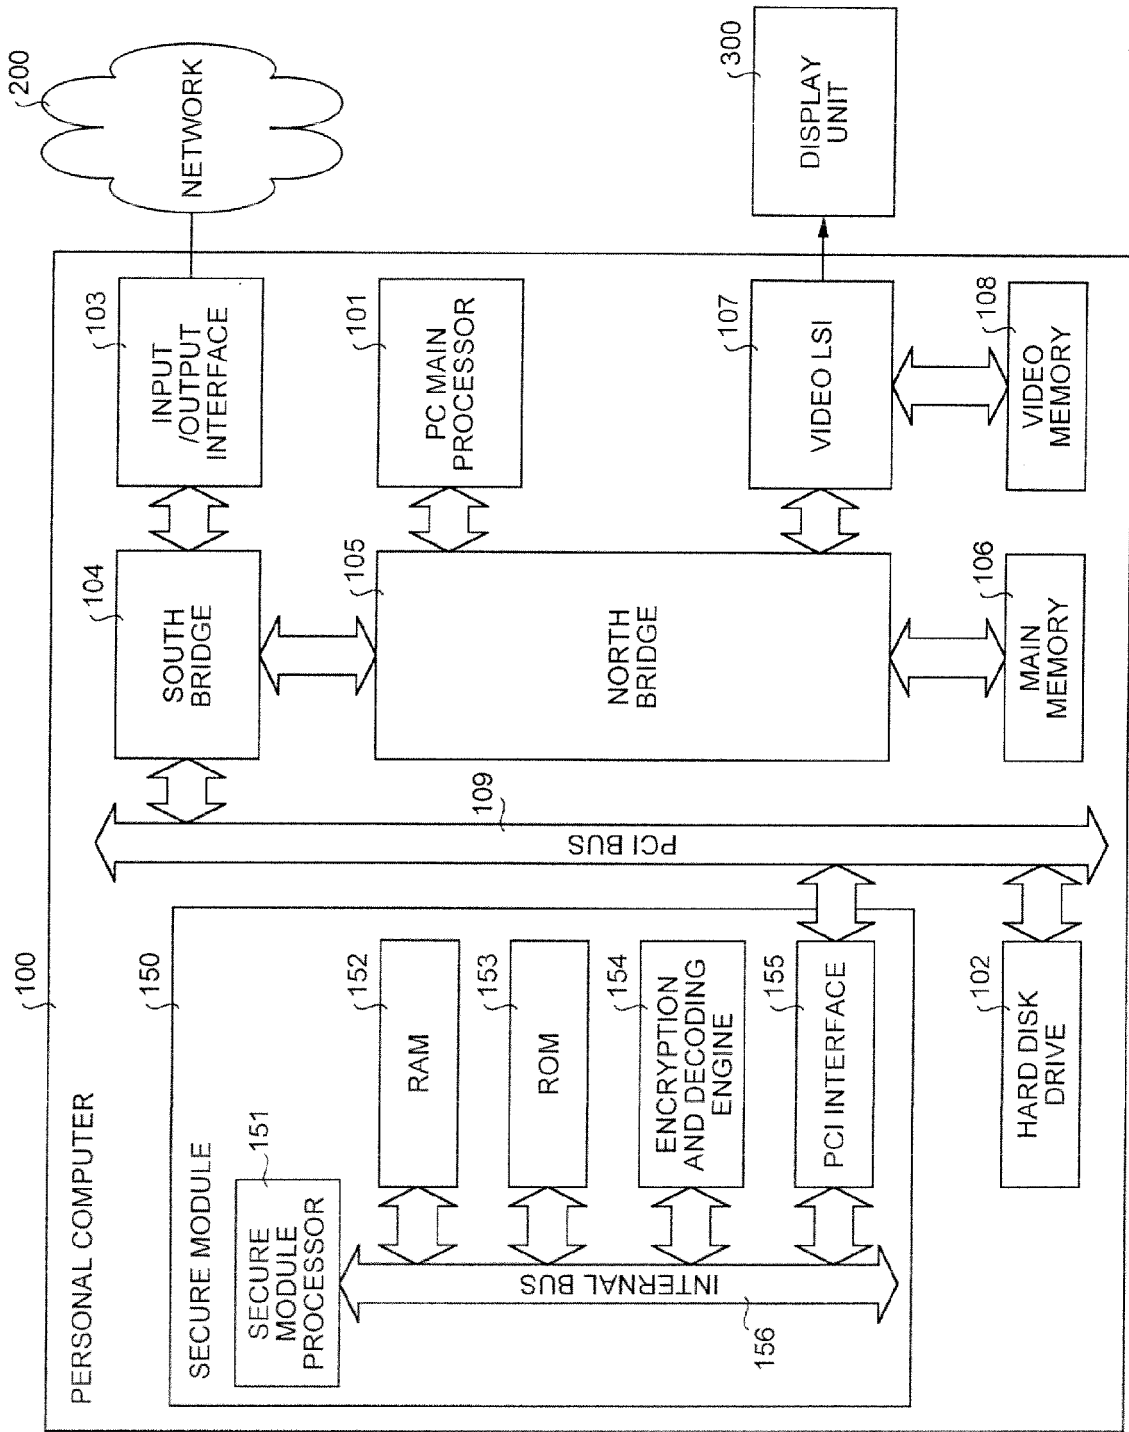 100
PERSONAL COMPUTER
150
SECURE MODULE
151
SECURE
MODULE
PROCESSOR
152
RAM
153
ROM
154
ENCRYPTION
AND DECODING
ENGINE
155
PCI INTERFACE
INTERNAL BUS
156
102
HARD DISK
DRIVE
109
PCI BUS
104
SOUTH
BRIDGE
105
NORTH
BRIDGE
106
MAIN
MEMORY
103
INPUT
/OUTPUT
INTERFACE
101
PC MAIN
PROCESSOR
107
VIDEO LSI
108
VIDEO
MEMORY
200
NETWORK
300
DISPLAY
UNIT